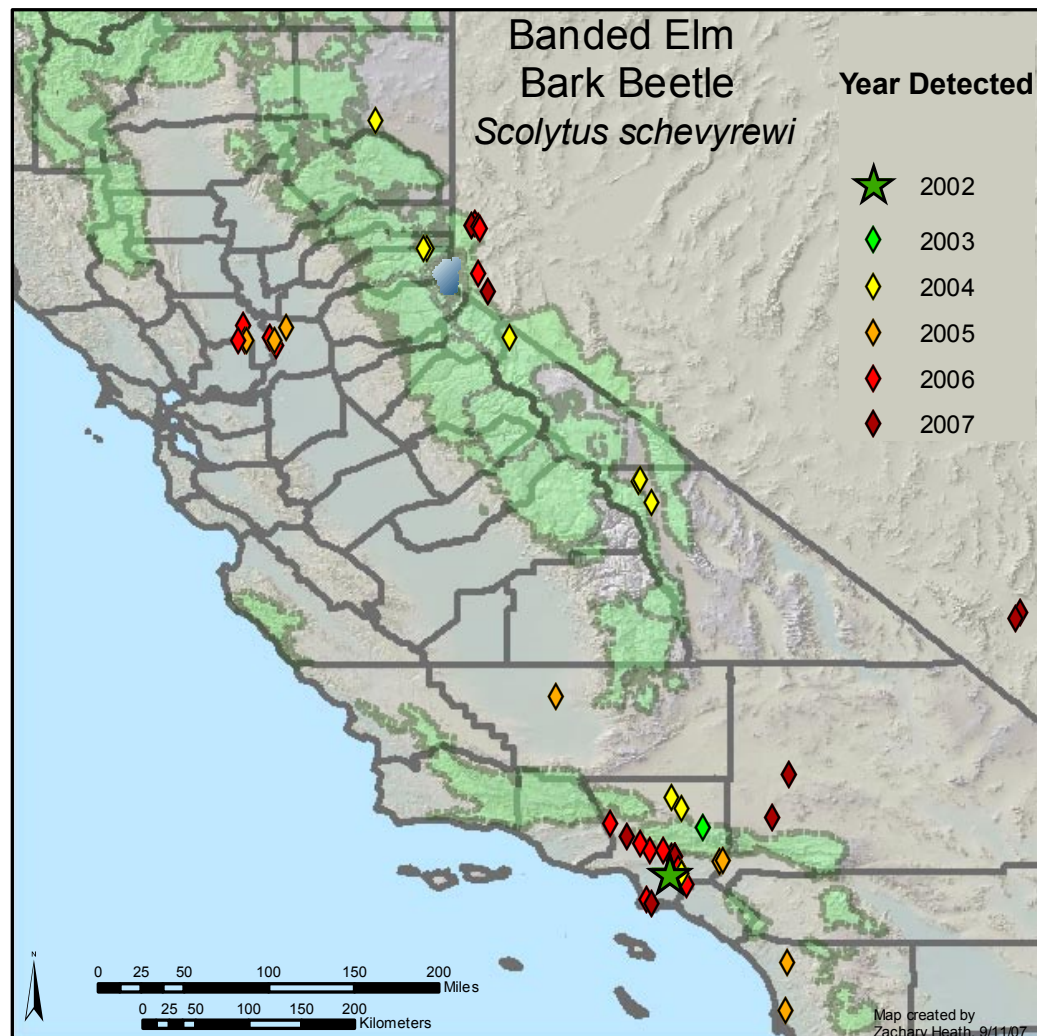 Banded Elm
Bark Beetle
Scolytus schevyrewi
Year Detected
2002
2003
2004
2005
2006
2007
N
0 25 50 100 150 200
Miles
0 25 50 100 150 200
Kilometers
Map created by
Zachary Heath, 9/11/07